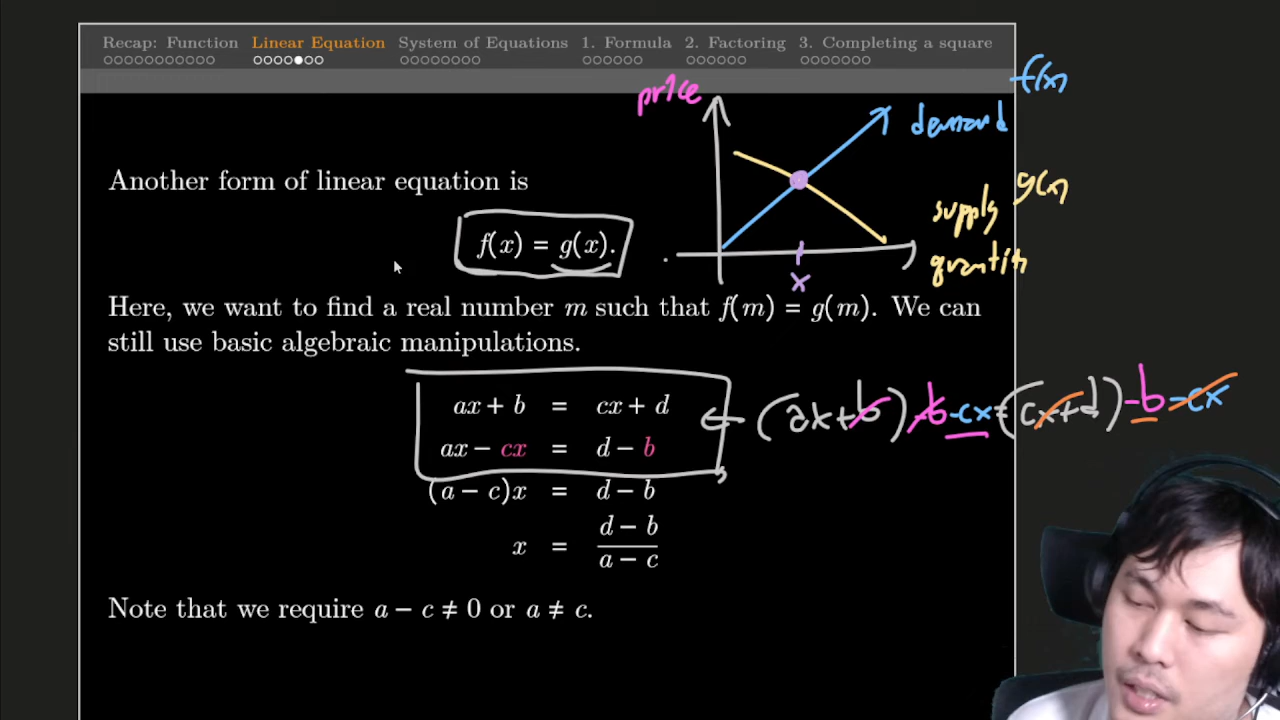 Recap: Function Linear Equation System of Equations 1. Formula 2. Factoring 3. Completing a square
price
f(x)
demand
Another form of linear equation is
g(x)
supply
f(x) = g(x).
quantity
x
Here, we want to find a real number m such that f(m) = g(m). We can
still use basic algebraic manipulations.
ax + b = cx + d
(ax+b)-b-cx=(cx+d)-b-cx
ax − cx = d − b
(a − c)x = d − b
x = \frac{d − b}{a − c}
Note that we require a − c ≠ 0 or a ≠ c.